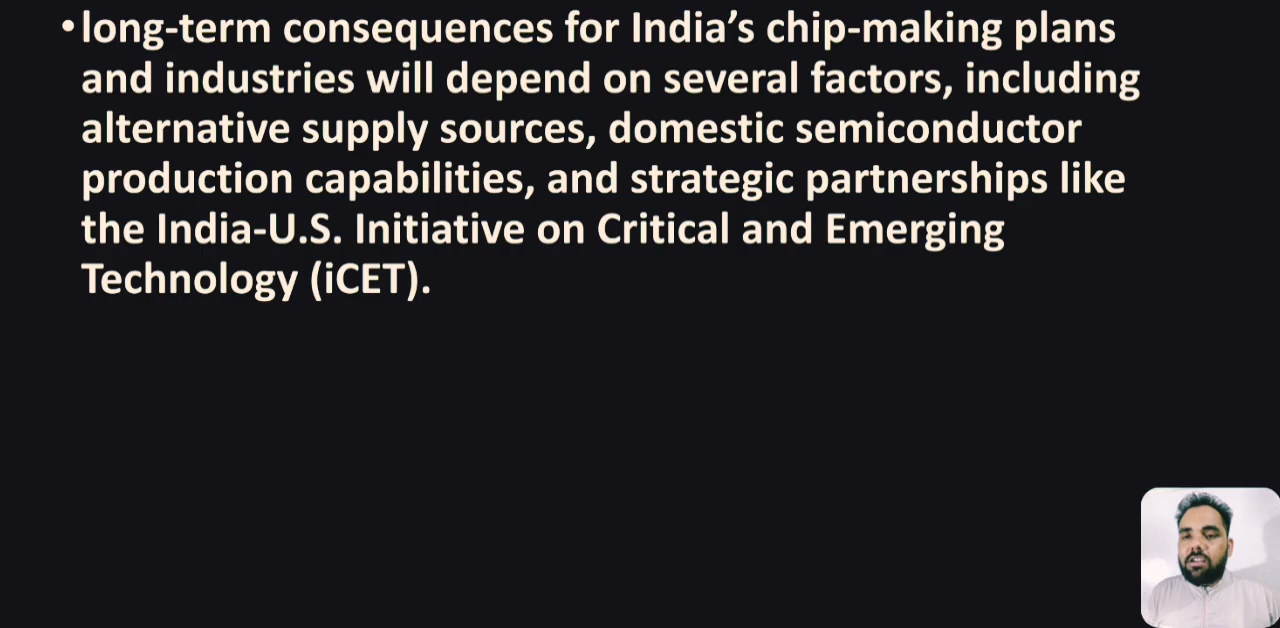 •long-term consequences for India’s chip-making plans
and industries will depend on several factors, including
alternative supply sources, domestic semiconductor
production capabilities, and strategic partnerships like
the India-U.S. Initiative on Critical and Emerging
Technology (iCET).